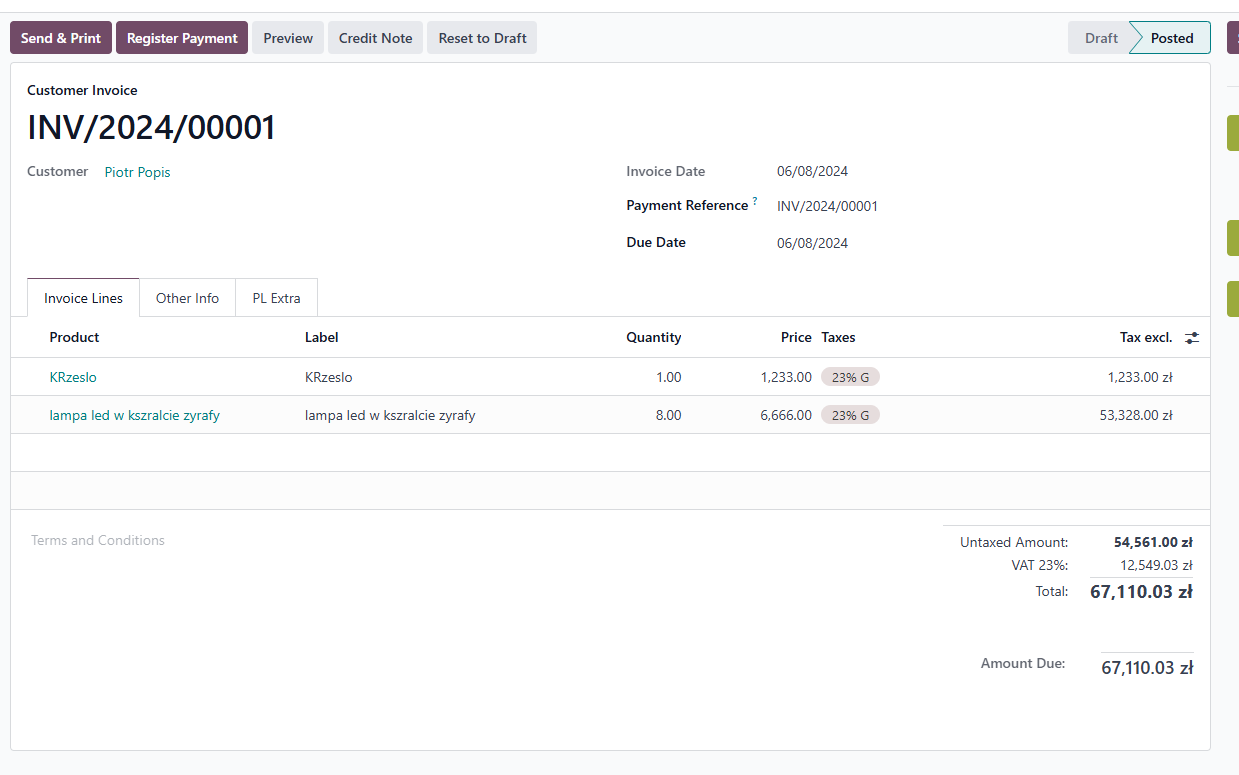 Send & Print Register Payment Preview Credit Note Reset to Draft Draft Posted
Customer Invoice
INV/2024/00001
Customer Piotr Popis
Invoice Date 06/08/2024
Payment Reference ? INV/2024/00001
Due Date 06/08/2024
Invoice Lines Other Info PL Extra
Product Label Quantity Price Taxes Tax excl.
KRzeslo KRzeslo 1.00 1,233.00 23% G 1,233.00 zł
lampa led w kszralcie zyrafy lampa led w kszralcie zyrafy 8.00 6,666.00 23% G 53,328.00 zł
Terms and Conditions
Untaxed Amount: 54,561.00 zł
VAT 23%: 12,549.03 zł
Total: 67,110.03 zł
Amount Due: 67,110.03 zł